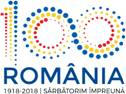 100
ROMÂNIA
1918-2018 | SĂRBĂTORIM ÎMPREUNĂ